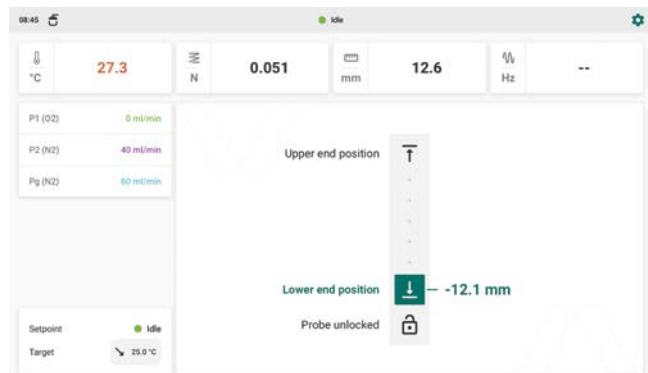 08:45 Idle
°C 27.3
N 0.051
mm 12.6
Hz --
P1 (O2) 0 ml/min
P2 (N2) 40 ml/min
Pg (N2) 60 ml/min
Upper end position
Lower end position -12.1 mm
Probe unlocked
Setpoint Idle
Target 25.0 °C